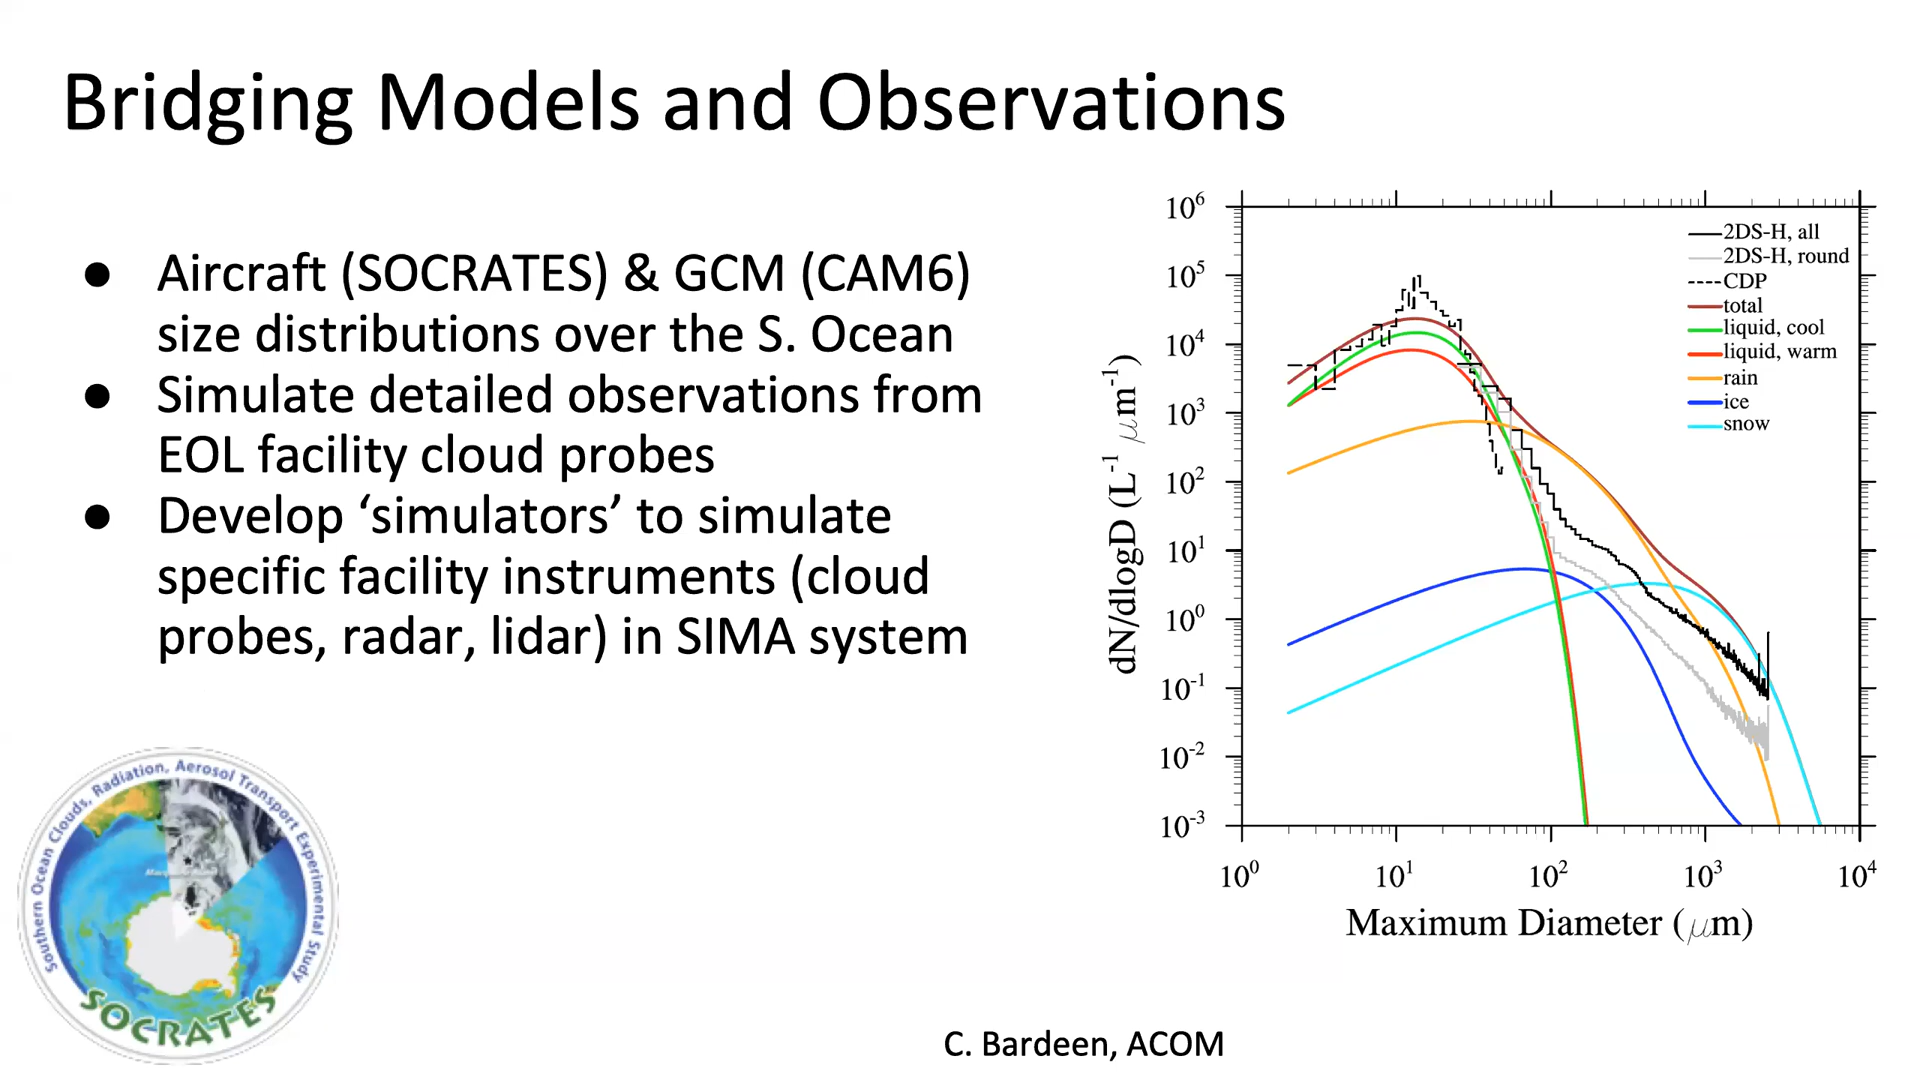 Bridging Models and Observations
● Aircraft (SOCRATES) & GCM (CAM6)
size distributions over the S. Ocean
● Simulate detailed observations from
EOL facility cloud probes
● Develop ‘simulators’ to simulate
specific facility instruments (cloud
probes, radar, lidar) in SIMA system
10⁶
10⁵
10⁴
10³
10²
10¹
10⁰
10⁻¹
10⁻²
10⁻³
dN/dlogD (L⁻¹ μm⁻¹)
2DS-H, all
2DS-H, round
CDP
total
liquid, cool
liquid, warm
rain
ice
snow
10⁰ 10¹ 10² 10³ 10⁴
Maximum Diameter (μm)
Southern Ocean Clouds, Radiation, Aerosol Transport Experimental Study
SOCRATES
C. Bardeen, ACOM